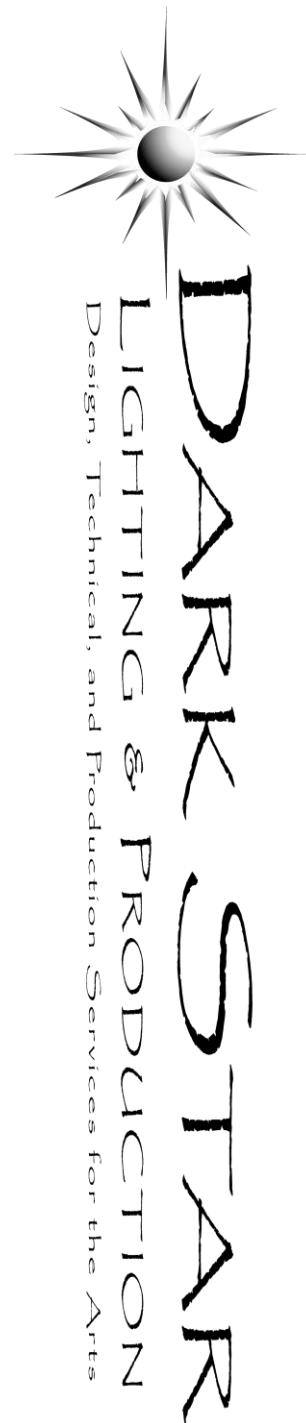 DARK STAR
LIGHTING & PRODUCTION
Design, Technical, and Production Services for the Arts